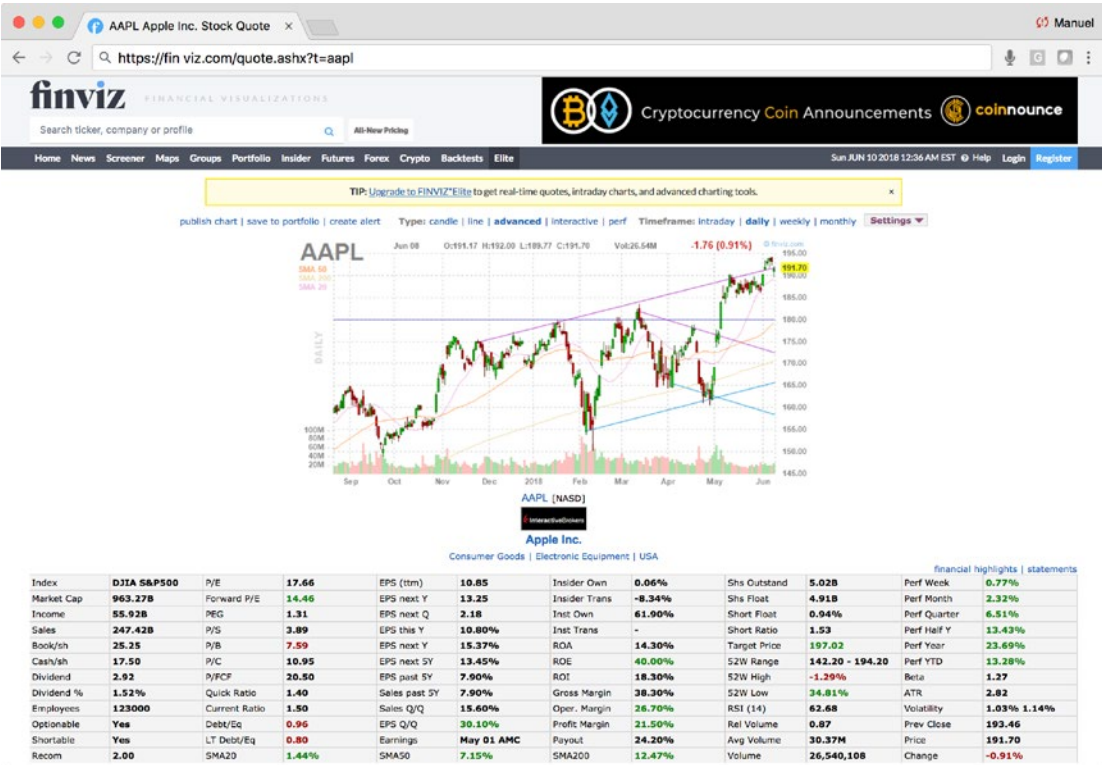 AAPL Apple Inc. Stock Quote ×
Manuel
https://fin viz.com/quote.ashx?t=aapl
finviz FINANCIAL VISUALIZATIONS
Cryptocurrency Coin Announcements coinnounce
Search ticker, company or profile All-New Pricing
Home News Screener Maps Groups Portfolio Insider Futures Forex Crypto Backtests Elite Sun JUN 10 2018 12:36 AM EST Help Login Register
TIP: Upgrade to FINVIZ*Elite to get real-time quotes, intraday charts, and advanced charting tools. ×
publish chart | save to portfolio | create alert Type: candle | line | advanced | interactive | perf Timeframe: intraday | daily | weekly | monthly Settings ▼
AAPL Jun 08 O:191.17 H:192.00 L:189.77 C:191.70 Vol:26.54M -1.76 (0.91%) © finviz.com
SMA 50
SMA 200
SMA 20
DAILY
195.00
191.70
190.00
185.00
180.00
175.00
170.00
165.00
160.00
155.00
150.00
145.00
100M
80M
60M
40M
20M
Sep Oct Nov Dec 2018 Feb Mar Apr May Jun
AAPL [NASD]
InteractiveBrokers
Apple Inc.
Consumer Goods | Electronic Equipment | USA
financial highlights | statements
Index DJIA S&P500 P/E 17.66 EPS (ttm) 10.85 Insider Own 0.06% Shs Outstand 5.02B Perf Week 0.77%
Market Cap 963.27B Forward P/E 14.46 EPS next Y 13.25 Insider Trans -8.34% Shs Float 4.91B Perf Month 2.32%
Income 55.92B PEG 1.31 EPS next Q 2.18 Inst Own 61.90% Short Float 0.94% Perf Quarter 6.51%
Sales 247.42B P/S 3.89 EPS this Y 10.80% Inst Trans - Short Ratio 1.53 Perf Half Y 13.43%
Book/sh 25.25 P/B 7.59 EPS next Y 15.37% ROA 14.30% Target Price 197.02 Perf Year 23.69%
Cash/sh 17.50 P/C 10.95 EPS next 5Y 13.45% ROE 40.00% 52W Range 142.20 - 194.20 Perf YTD 13.28%
Dividend 2.92 P/FCF 20.50 EPS past 5Y 7.90% ROI 18.30% 52W High -1.29% Beta 1.27
Dividend % 1.52% Quick Ratio 1.40 Sales past 5Y 7.90% Gross Margin 38.30% 52W Low 34.81% ATR 2.82
Employees 123000 Current Ratio 1.50 Sales Q/Q 15.60% Oper. Margin 26.70% RSI (14) 62.68 Volatility 1.03% 1.14%
Optionable Yes Debt/Eq 0.96 EPS Q/Q 30.10% Profit Margin 21.50% Rel Volume 0.87 Prev Close 193.46
Shortable Yes LT Debt/Eq 0.80 Earnings May 01 AMC Payout 24.20% Avg Volume 30.37M Price 191.70
Recom 2.00 SMA20 1.44% SMA50 7.15% SMA200 12.47% Volume 26,540,108 Change -0.91%